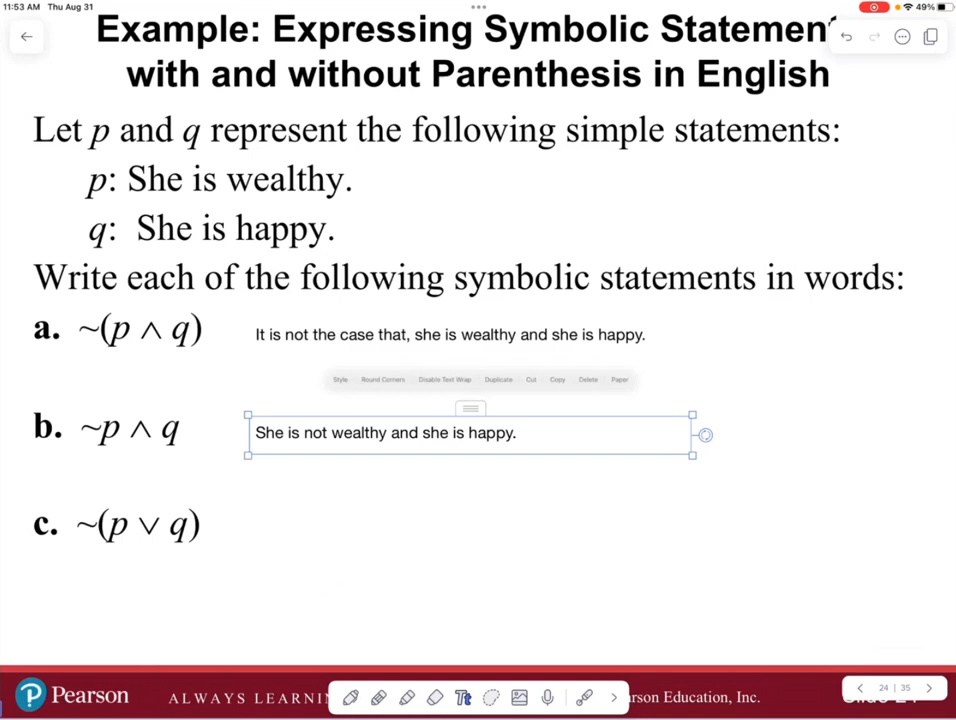 11:53 AM Thu Aug 31
49%
Example: Expressing Symbolic Statement
with and without Parenthesis in English
Let p and q represent the following simple statements:
p: She is wealthy.
q: She is happy.
Write each of the following symbolic statements in words:
a. ~(p ∧ q) It is not the case that, she is wealthy and she is happy.
Style Round Corners Disable Text Wrap Duplicate Cut Copy Delete Paper
b. ~p ∧ q She is not wealthy and she is happy.
c. ~(p ∨ q)
Pearson ALWAYS LEARNIN Tt rson Education, Inc. 24 | 35